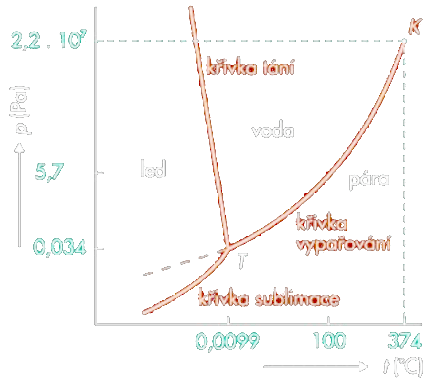 K
2,2 . 10⁷
křivka tání
voda
p (Pa)
led
5,7
pára
křivka
vypařování
0,034
T
křivka sublimace
0,0099
100
374
t (°C)